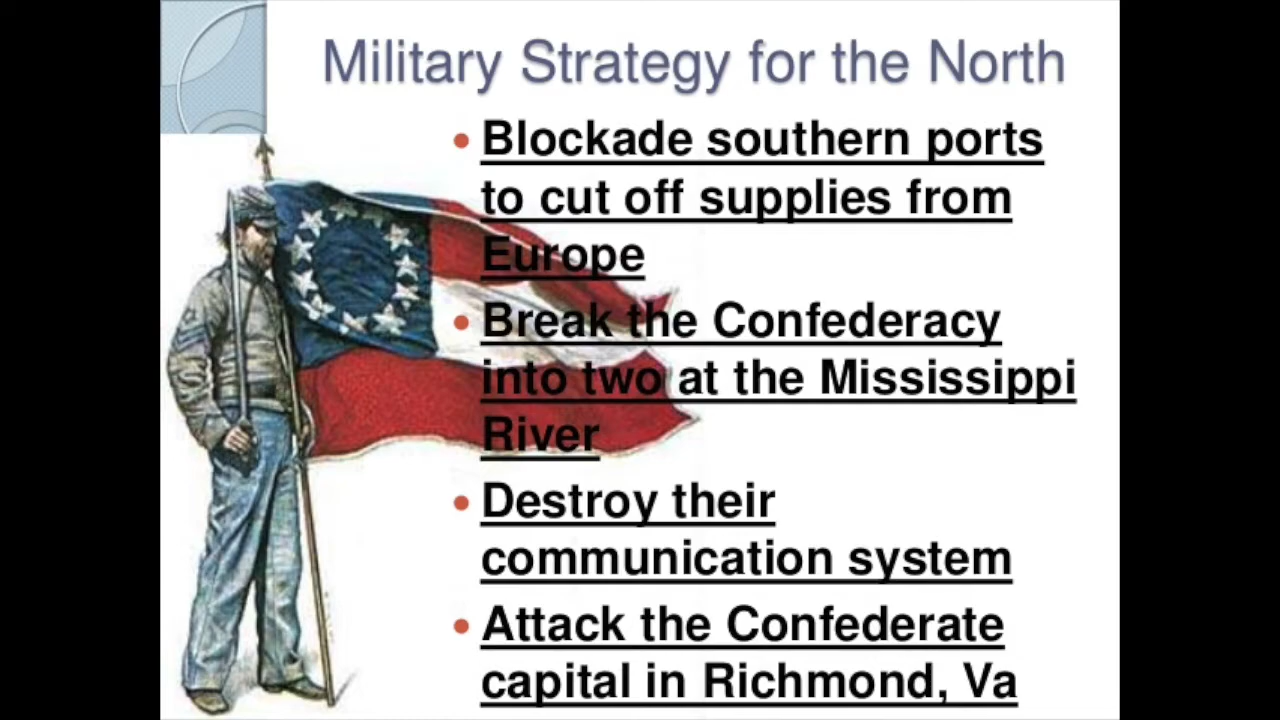 Military Strategy for the North
• Blockade southern ports
to cut off supplies from
Europe
• Break the Confederacy
into two at the Mississippi
River
• Destroy their
communication system
• Attack the Confederate
capital in Richmond, Va